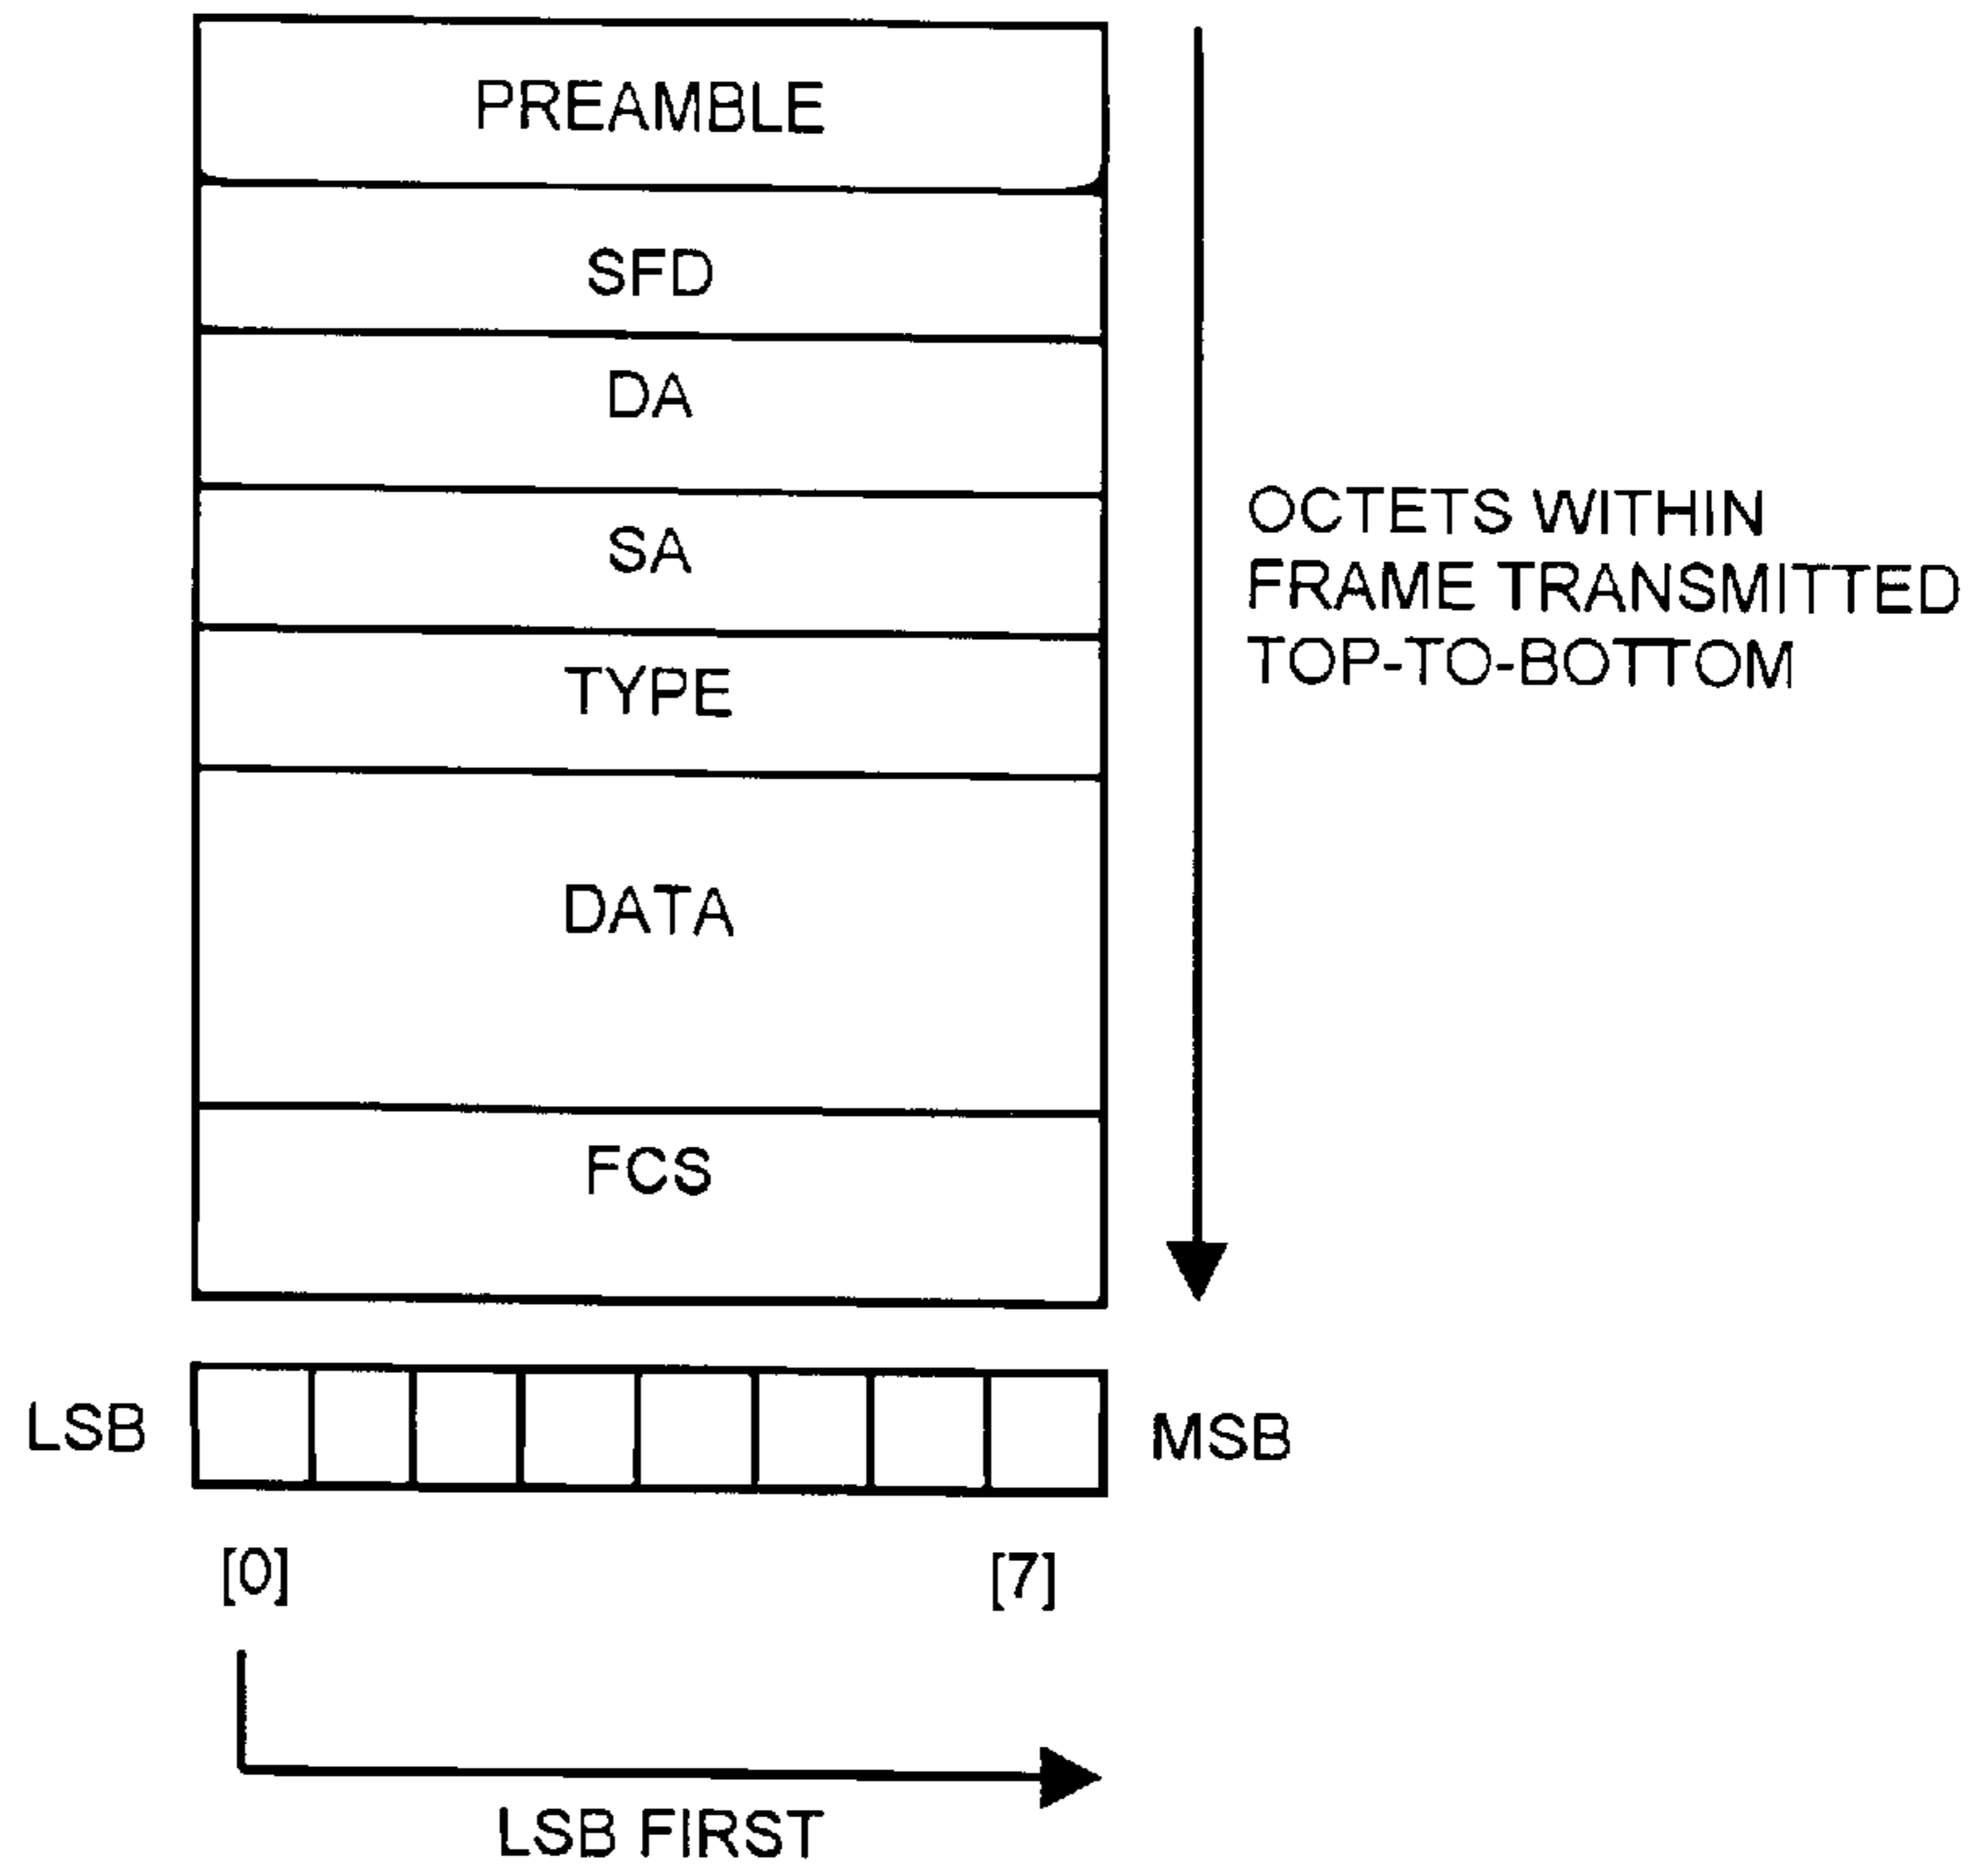 PREAMBLE
SFD
DA
SA
TYPE
DATA
FCS
OCTETS WITHIN
FRAME TRANSMITTED
TOP-TO-BOTTOM
LSB
MSB
[0]
[7]
LSB FIRST